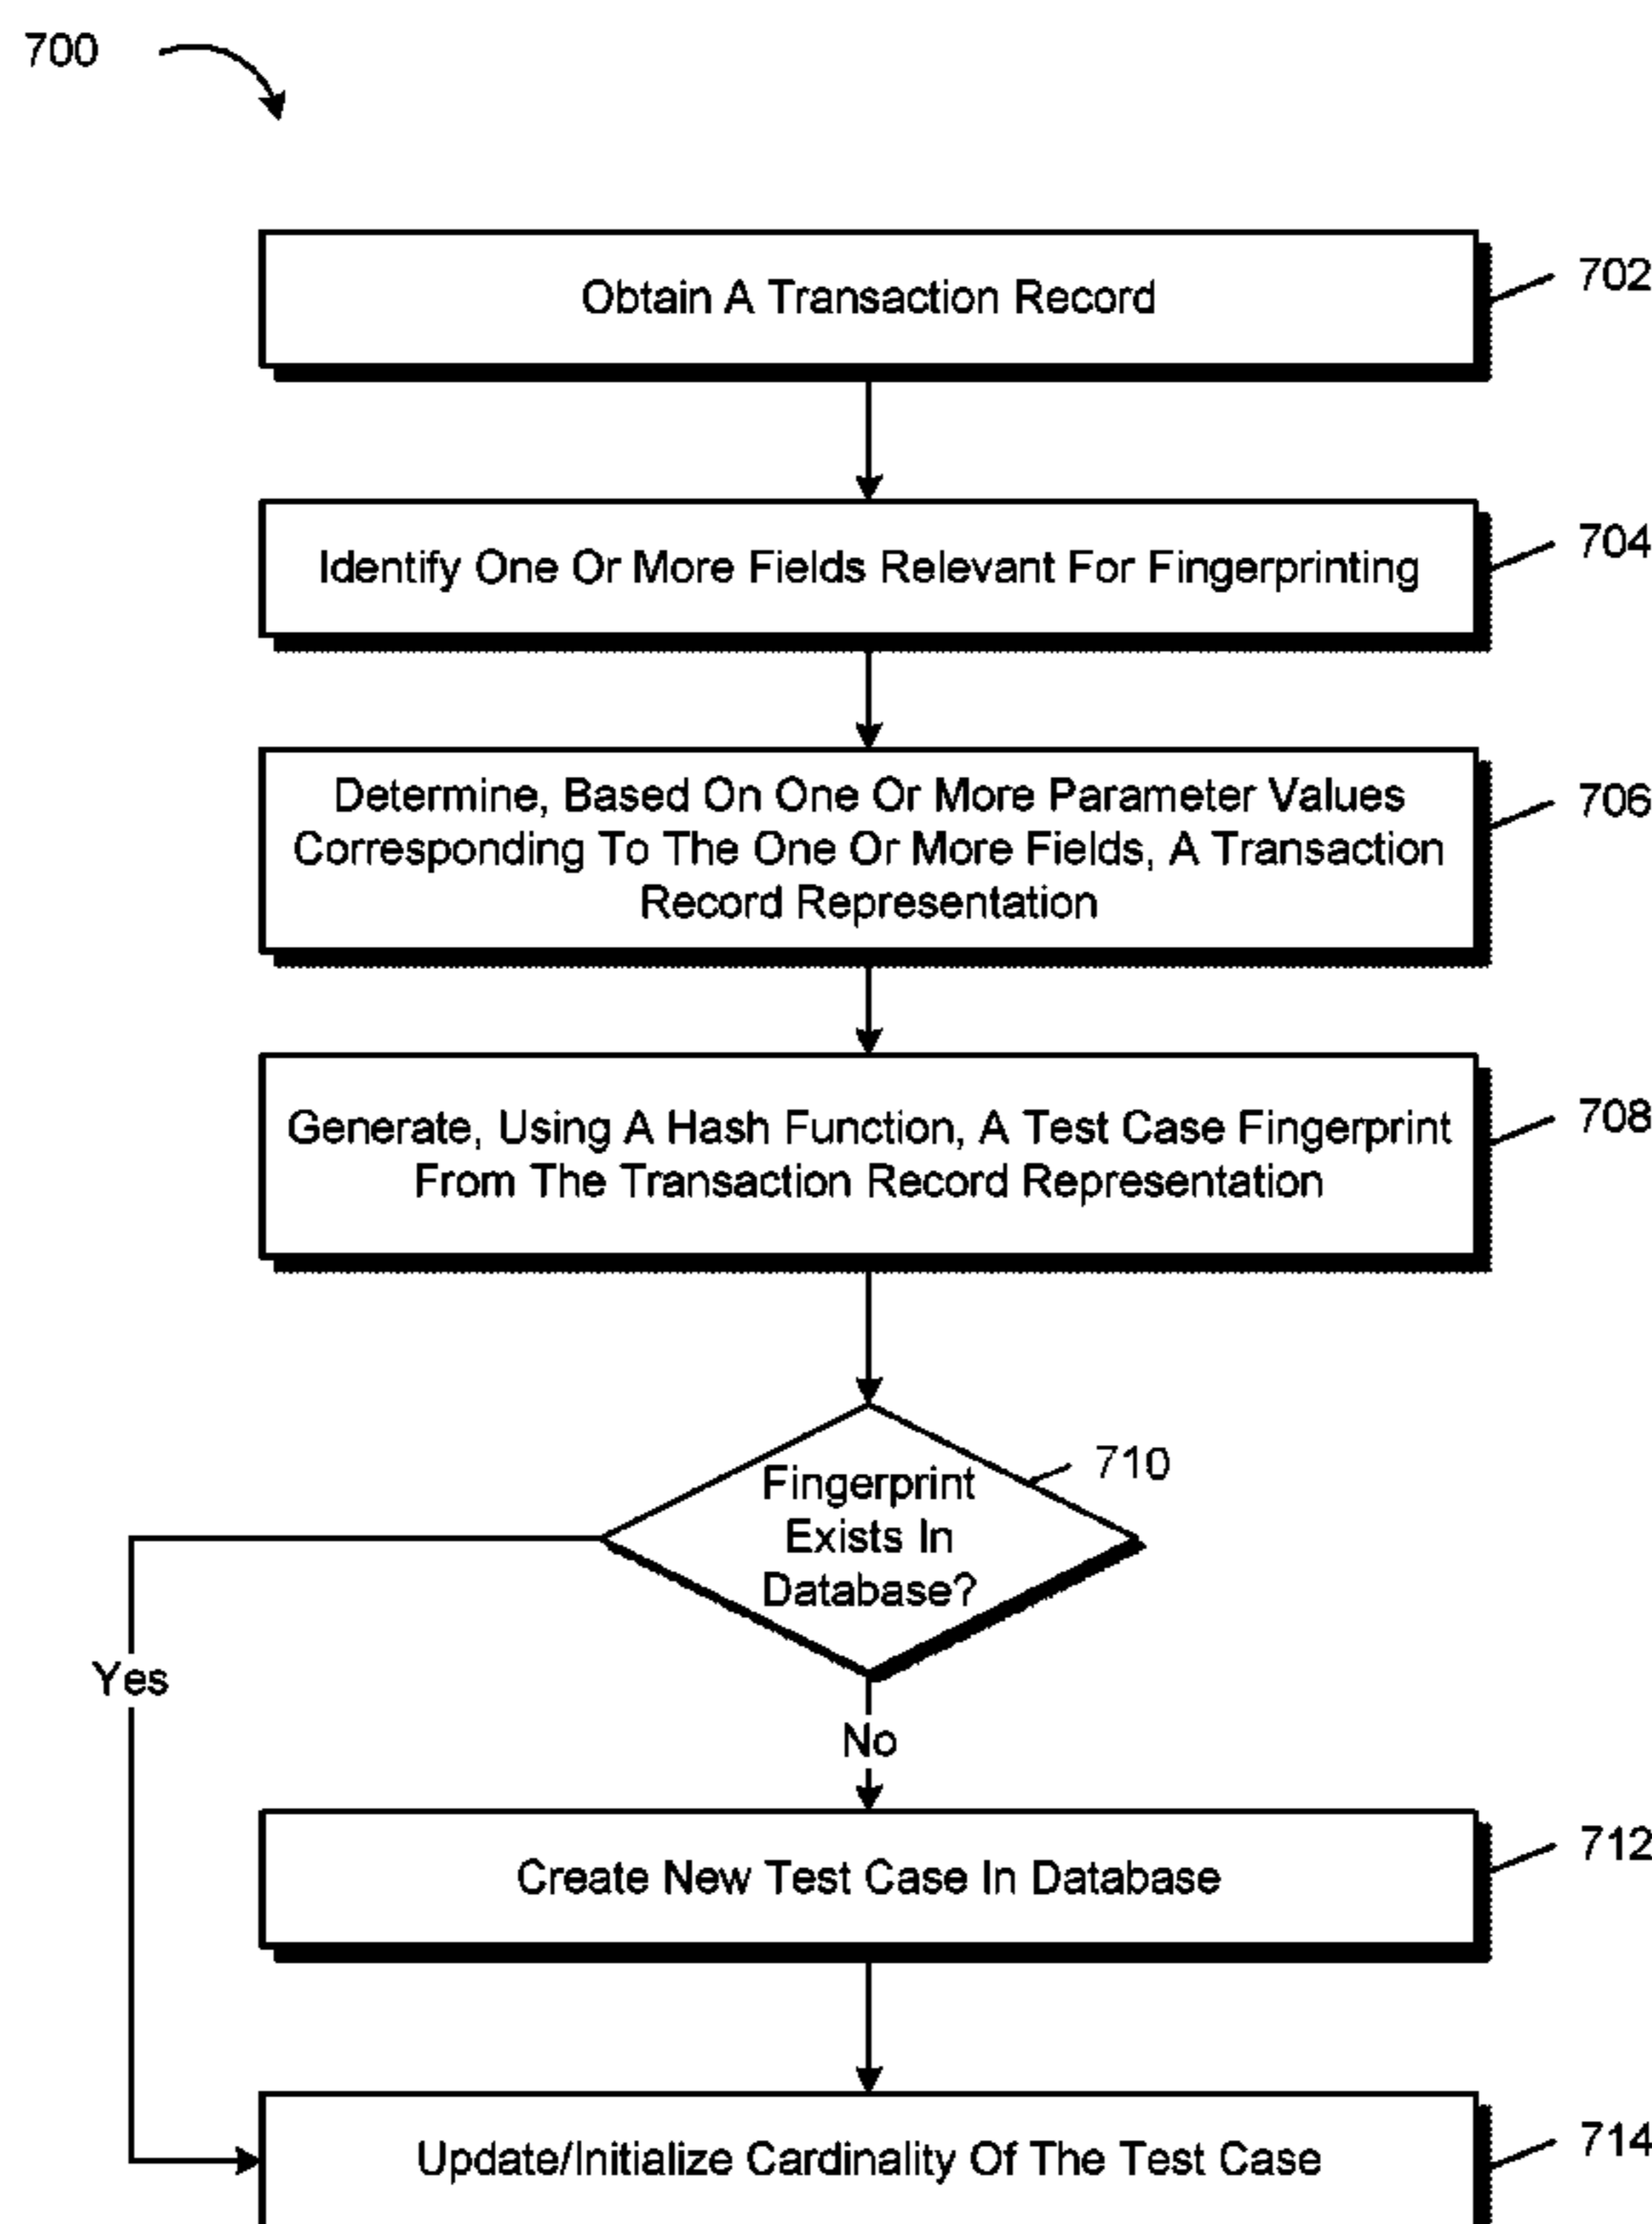 700
Obtain A Transaction Record
702
Identify One Or More Fields Relevant For Fingerprinting
704
Determine, Based On One Or More Parameter Values
Corresponding To The One Or More Fields, A Transaction
Record Representation
706
Generate, Using A Hash Function, A Test Case Fingerprint
From The Transaction Record Representation
708
Fingerprint
Exists In
Database?
710
Yes
No
Create New Test Case In Database
712
Update/Initialize Cardinality Of The Test Case
714